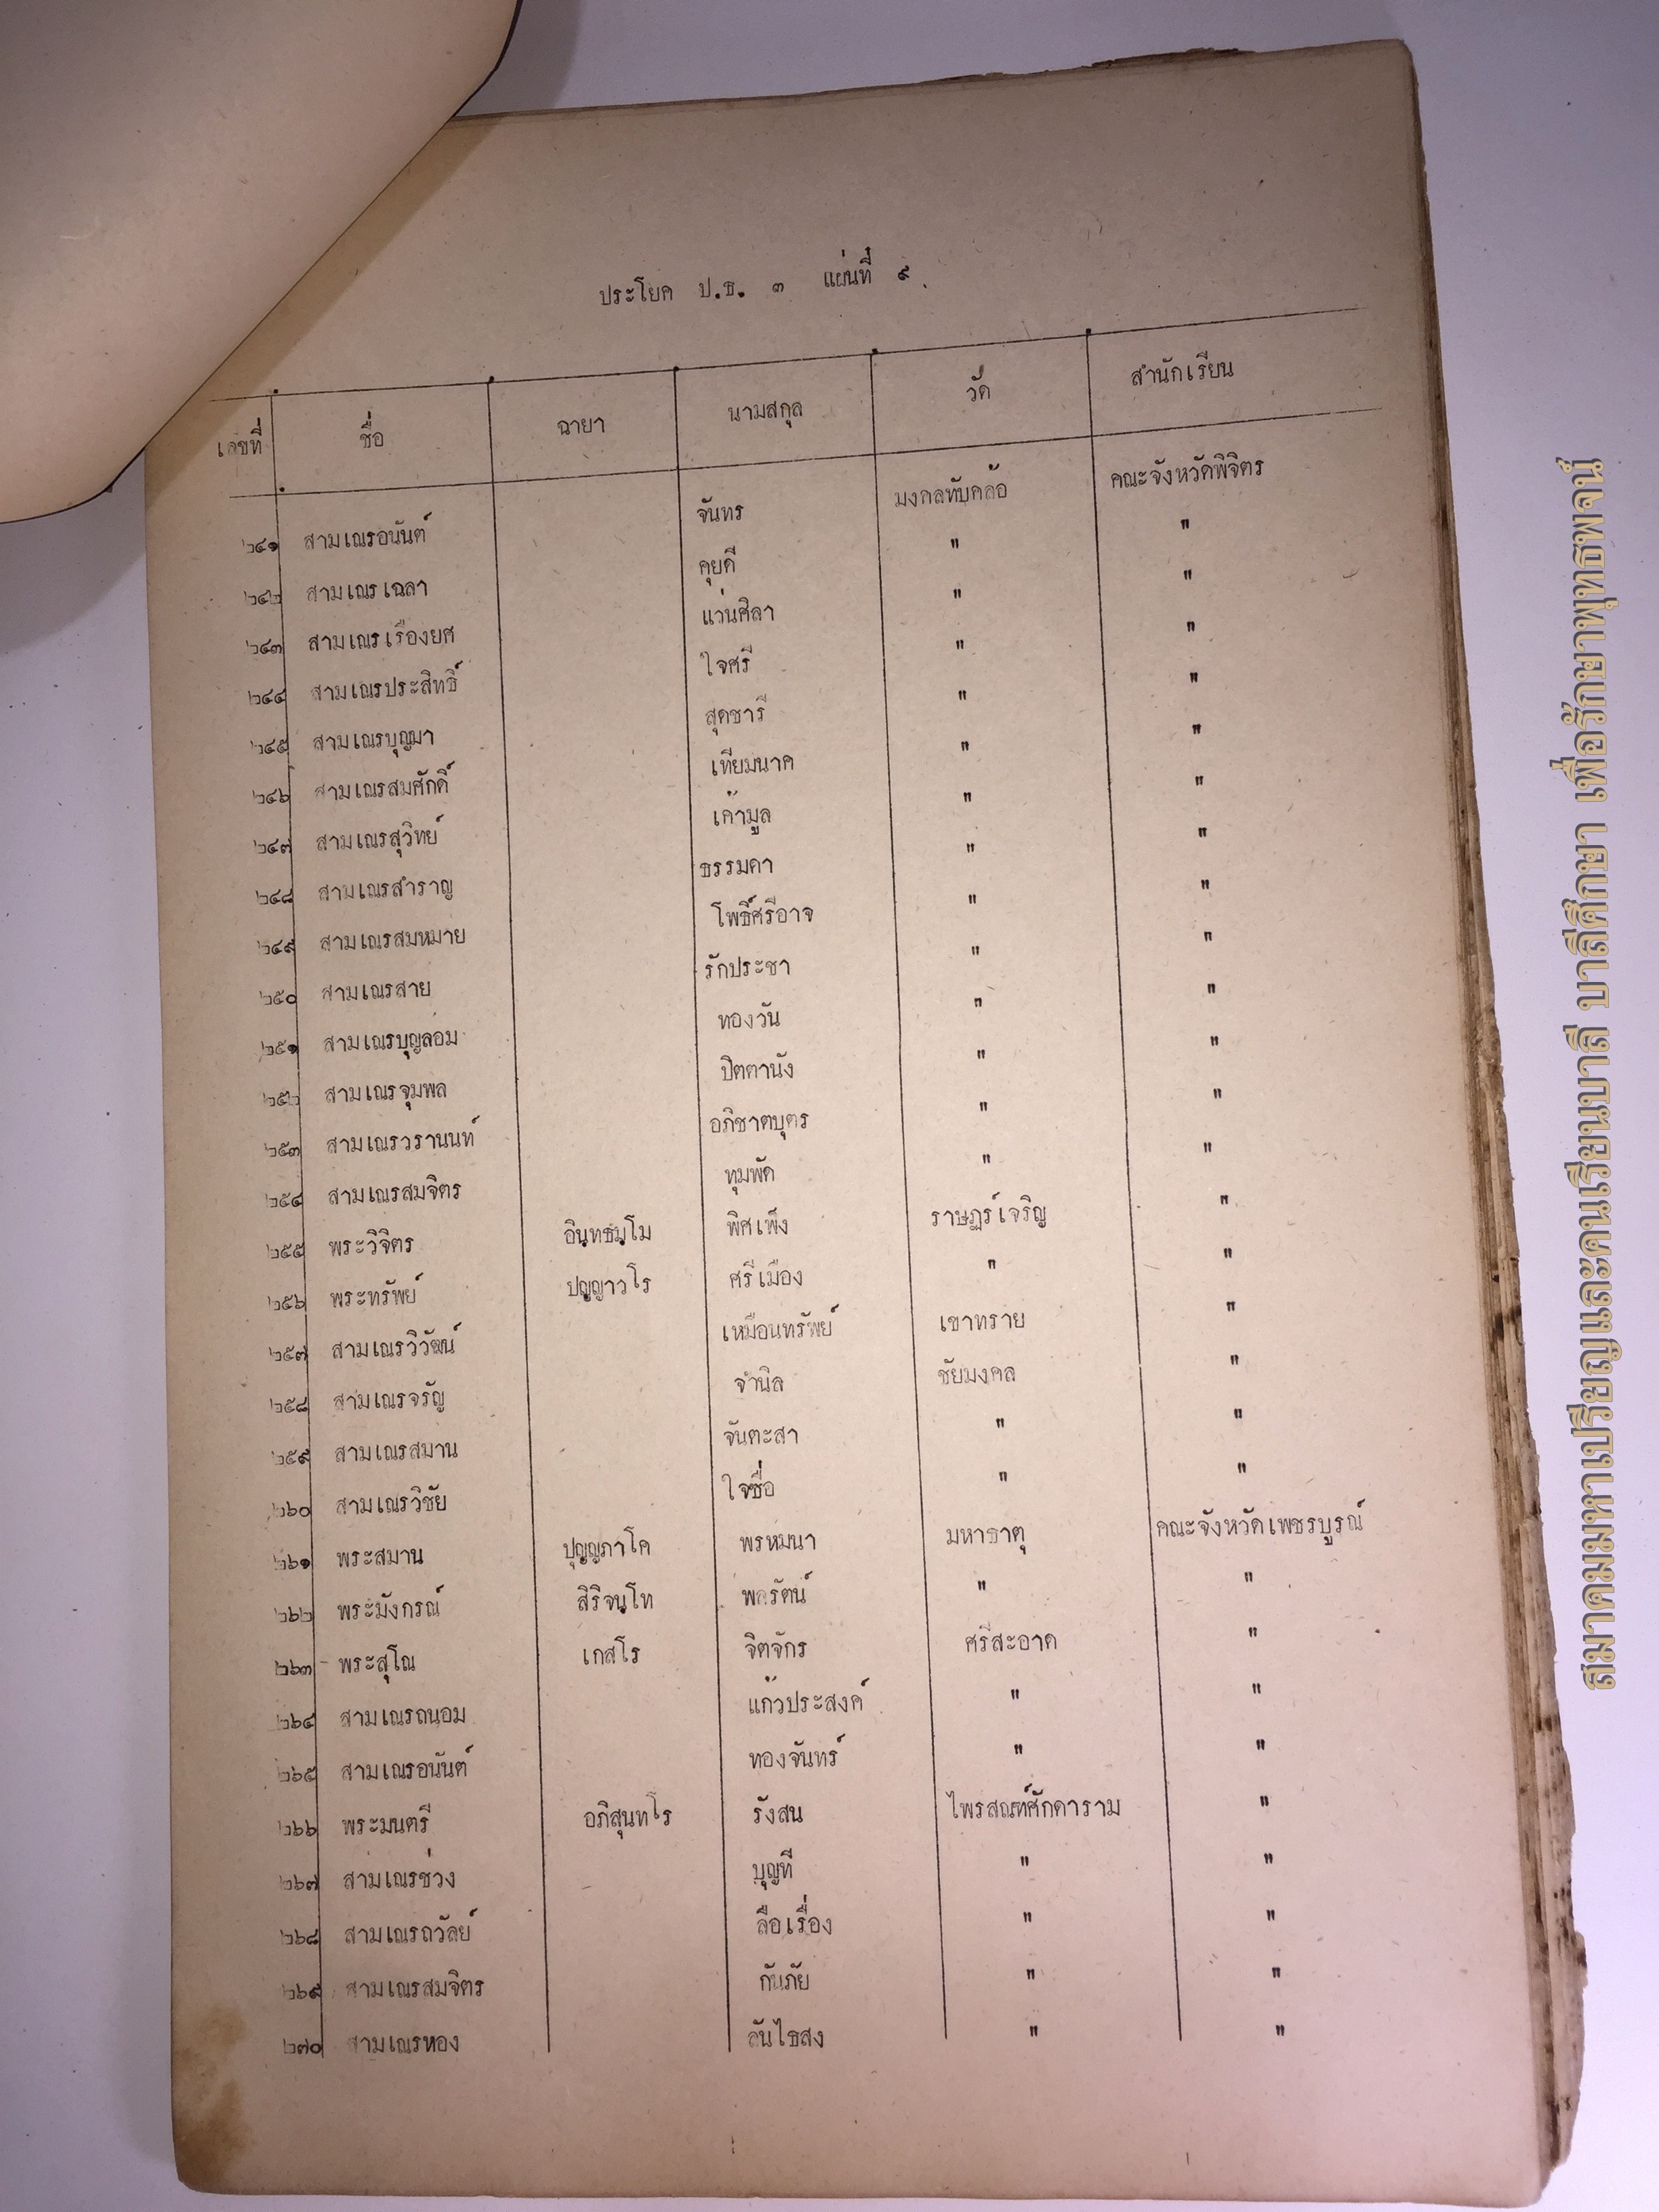 ประโยค ป.ธ. ๓ แผ่นที่ ๙
เลขที่ ชื่อ ฉายา นามสกุล วัด สำนักเรียน
๒๔๑ สามเณรอนันต์ จันทร มงคลทับคล้อ คณะจังหวัดพิจิตร
๒๔๒ สามเณรเฉลา คุยดี " "
๒๔๓ สามเณรเรืองยศ แว่นศิลา " "
๒๔๔ สามเณรประสิทธิ์ ใจศรี " "
๒๔๕ สามเณรบุญมา สุดชารี " "
๒๔๖ สามเณรสมศักดิ์ เทียมนาค " "
๒๔๗ สามเณรสุวิทย์ เค้ามูล " "
๒๔๘ สามเณรสำราญ ธรรมดา " "
๒๔๙ สามเณรสมหมาย โพธิ์ศรีอาจ " "
๒๕๐ สามเณรสาย รักประชา " "
๒๕๑ สามเณรบุญลอม ทองวัน " "
๒๕๒ สามเณรจุมพล ปิตตานัง " "
๒๕๓ สามเณรวรานนท์ อภิชาตบุตร " "
๒๕๔ สามเณรสมจิตร ทุมพัด " "
๒๕๕ พระวิจิตร อินฺทธมฺโม พิศเพ็ง ราษฎร์เจริญ "
๒๕๖ พระทรัพย์ ปญฺญาวโร ศรีเมือง " "
๒๕๗ สามเณรวิวัฒน์ เหมือนทรัพย์ เขาทราย "
๒๕๘ สามเณรจรัญ จำนิล ชัยมงคล "
๒๕๙ สามเณรสมาน จันตะสา " "
๒๖๐ สามเณรวิชัย ใจซื่อ " "
๒๖๑ พระสมาน ปุญฺญภาโค พรหมนา มหาธาตุ คณะจังหวัดเพชรบูรณ์
๒๖๒ พระมังกรณ์ สิริจนฺโท พลรัตน์ " "
๒๖๓ พระสุโณ เกสโร จิตจักร ศรีสะอาด "
๒๖๔ สามเณรถนอม แก้วประสงค์ " "
๒๖๕ สามเณรอนันต์ ทองจันทร์ " "
๒๖๖ พระมนตรี อภิสุนฺทโร รังสน ไพรสณฑ์ศักดาราม "
๒๖๗ สามเณรช่วง บุญที " "
๒๖๘ สามเณรถวัลย์ ลือเรื่อง " "
๒๖๙ สามเณรสมจิตร กันภัย " "
๒๗๐ สามเณรทอง ลันไธสง " "
สมาคมมหาเปรียญและคนเรียนบาลี บาลีศึกษา เพื่อรักษาพุทธพจน์